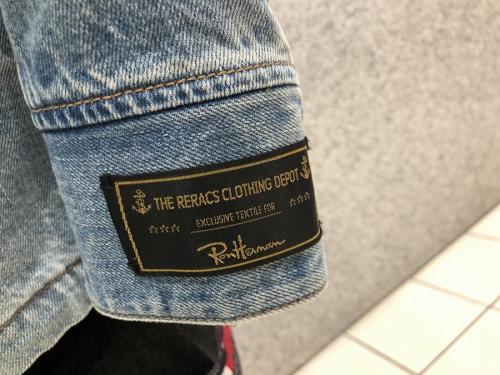 THE RERACS CLOTHING DEPOT
EXCLUSIVE TEXTILE FOR
Ron Herman